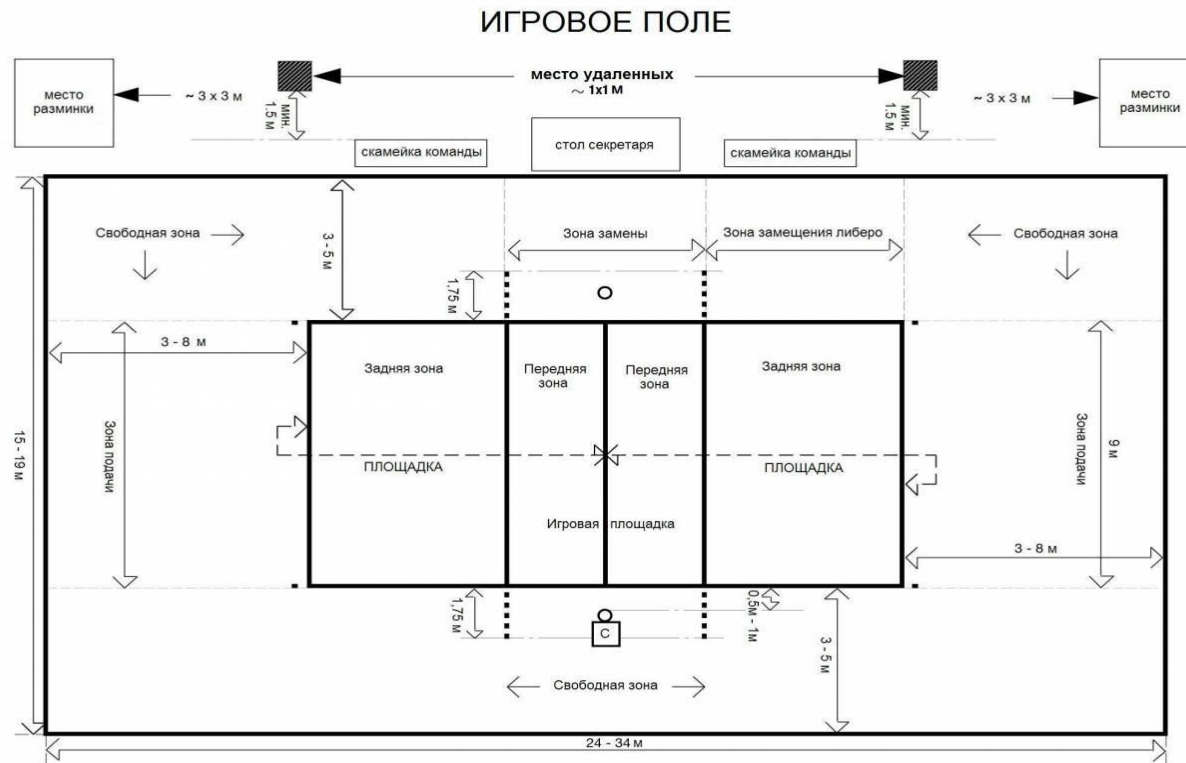 ИГРОВОЕ ПОЛЕ
место
разминки
~ 3 x 3 м
мин.
1.5 м
место удаленных
~ 1x1 м
мин.
1.5 м
~ 3 x 3 м
место
разминки
скамейка команды
стол секретаря
скамейка команды
Свободная зона
3 - 5 м
Зона замены
Зона замещения либеро
Свободная зона
1,75 м
3 - 8 м
Задняя зона
Передняя
зона
Передняя
зона
Задняя зона
15 - 19 м
Зона подачи
9 м
Зона подачи
ПЛОЩАДКА
ПЛОЩАДКА
Игровая площадка
3 - 8 м
1,75 м
С
0,5м - 1м
3 - 5 м
Свободная зона
24 - 34 м